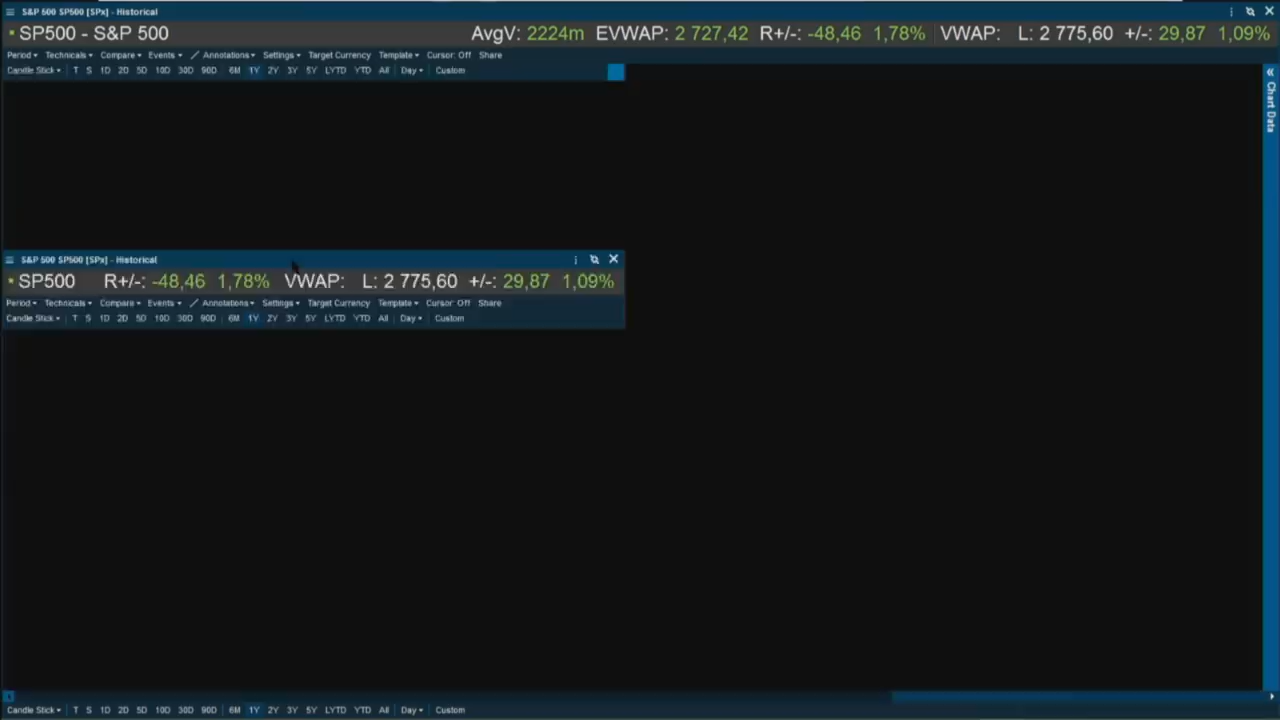 S&P 500 SP500 [SPx] - Historical
SP500 - S&P 500 AvgV: 2224m EVWAP: 2 727,42 R+/-: -48,46 1,78% VWAP: L: 2 775,60 +/-: 29,87 1,09%
Period Technicals Compare Events Annotations Settings Target Currency Template Cursor: Off Share
Candle Stick T S 1D 2D 5D 10D 30D 90D 6M 1Y 2Y 3Y 5Y LYTD YTD All Day Custom
Chart Data
S&P 500 SP500 [SPx] - Historical
SP500 R+/-: -48,46 1,78% VWAP: L: 2 775,60 +/-: 29,87 1,09%
Period Technicals Compare Events Annotations Settings Target Currency Template Cursor: Off Share
Candle Stick T S 1D 2D 5D 10D 30D 90D 6M 1Y 2Y 3Y 5Y LYTD YTD All Day Custom
Candle Stick T S 1D 2D 5D 10D 30D 90D 6M 1Y 2Y 3Y 5Y LYTD YTD All Day Custom